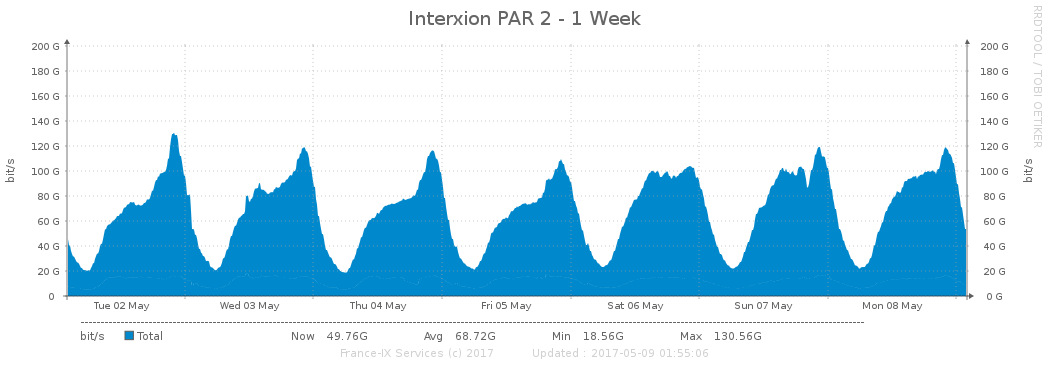 Interxion PAR 2 - 1 Week
RRDTOOL / TOBI OETIKER
200 G 200 G
180 G 180 G
160 G 160 G
140 G 140 G
120 G 120 G
100 G 100 G
80 G 80 G
60 G 60 G
40 G 40 G
20 G 20 G
0 0 G
bit/s
bit/s
Tue 02 May Wed 03 May Thu 04 May Fri 05 May Sat 06 May Sun 07 May Mon 08 May
bit/s Total Now 49.76G Avg 68.72G Min 18.56G Max 130.56G
France-IX Services (c) 2017 Updated : 2017-05-09 01:55:06